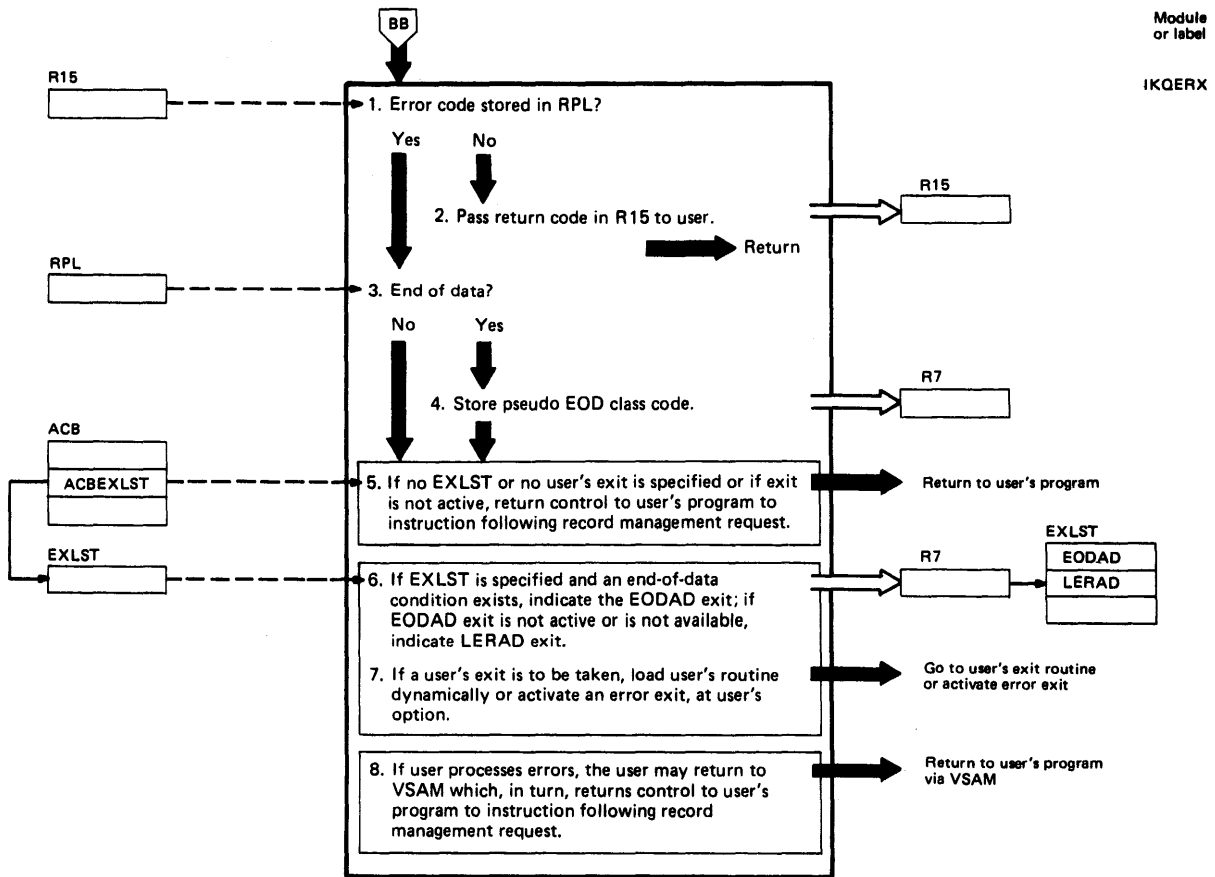 BB
Module
or label
IKQERX
R15
1. Error code stored in RPL?
Yes No
R15
2. Pass return code in R15 to user.
Return
RPL
3. End of data?
No Yes
R7
4. Store pseudo EOD class code.
ACB
ACBEXLST
5. If no EXLST or no user's exit is specified or if exit
is not active, return control to user's program to
instruction following record management request.
Return to user's program
EXLST
6. If EXLST is specified and an end-of-data
condition exists, indicate the EODAD exit; if
EODAD exit is not active or is not available,
indicate LERAD exit.
R7
EXLST
EODAD
LERAD
7. If a user's exit is to be taken, load user's routine
dynamically or activate an error exit, at user's
option.
Go to user's exit routine
or activate error exit
8. If user processes errors, the user may return to
VSAM which, in turn, returns control to user's
program to instruction following record
management request.
Return to user's program
via VSAM